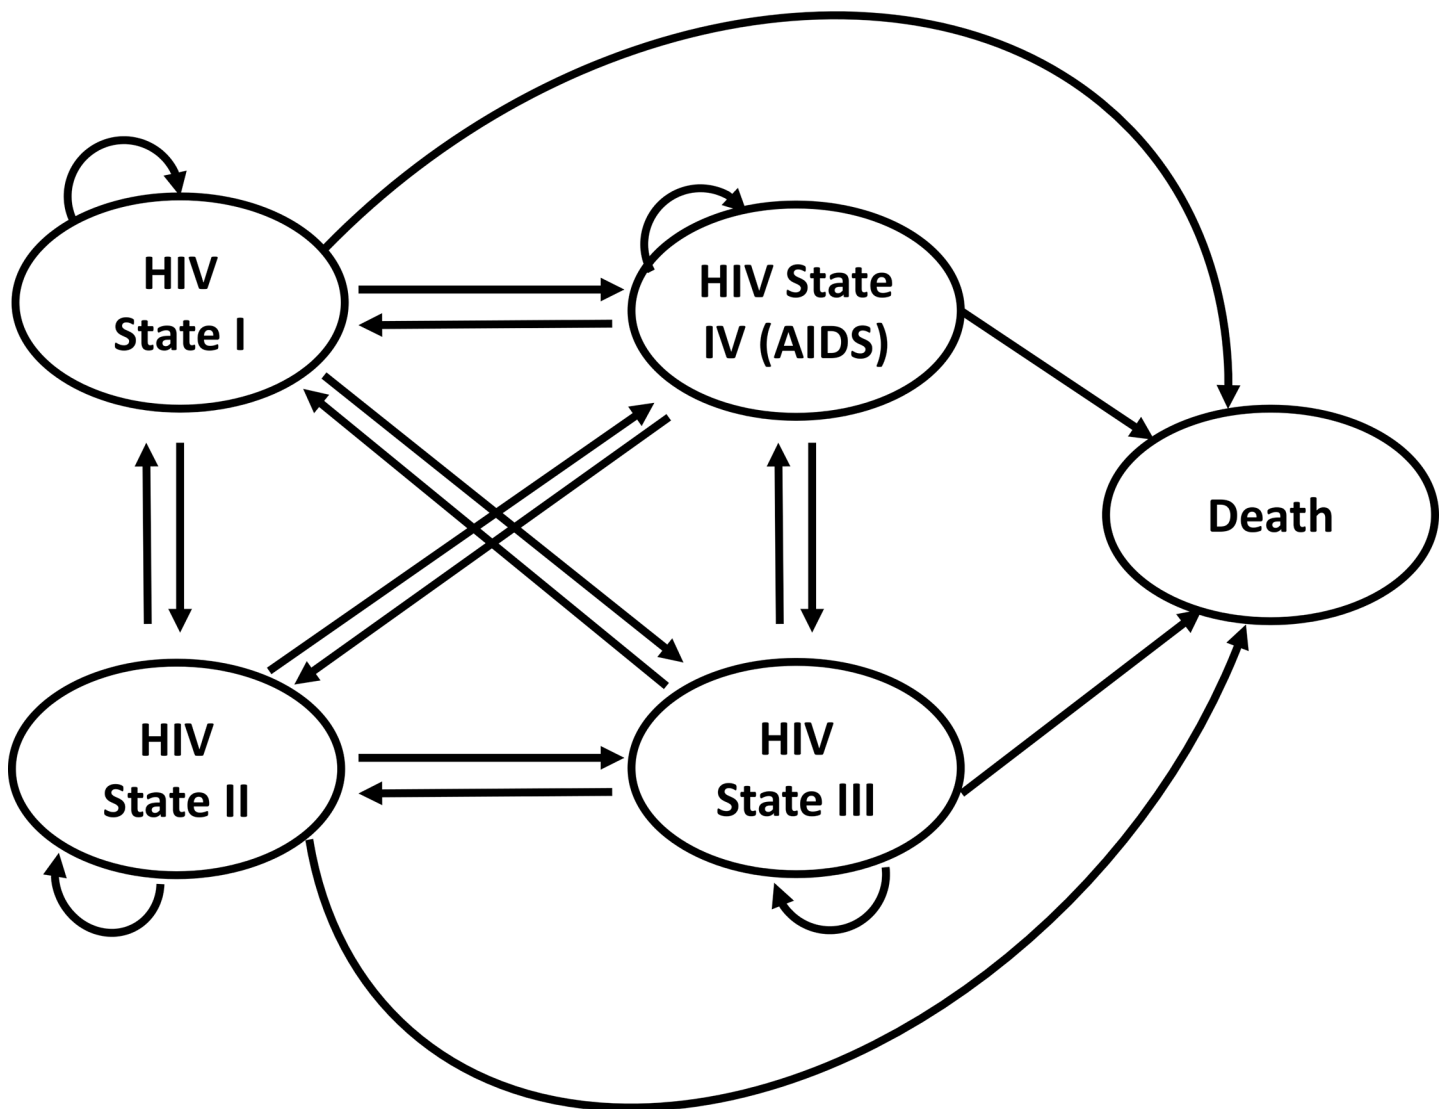 HIV
State I
HIV State
IV (AIDS)
Death
HIV
State II
HIV
State III